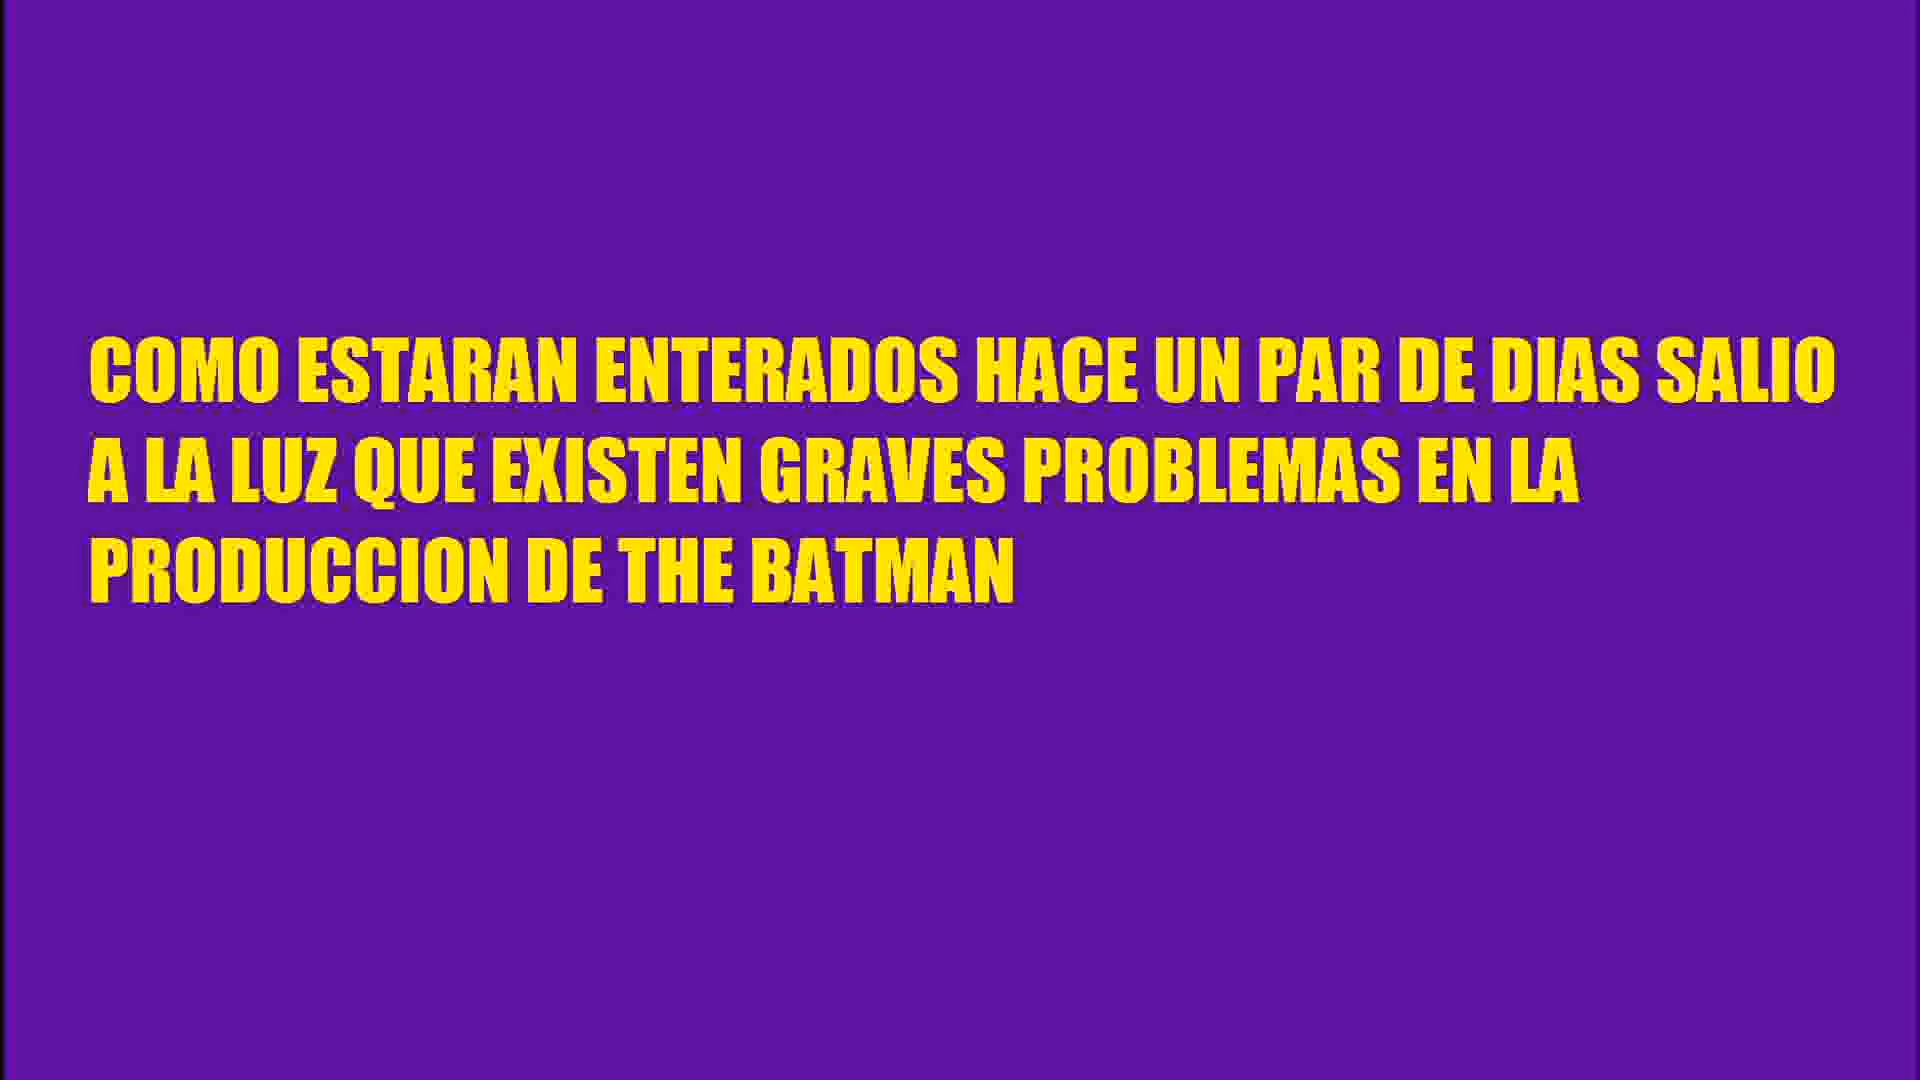 COMO ESTARAN ENTERADOS HACE UN PAR DE DIAS SALIO
A LA LUZ QUE EXISTEN GRAVES PROBLEMAS EN LA
PRODUCCION DE THE BATMAN